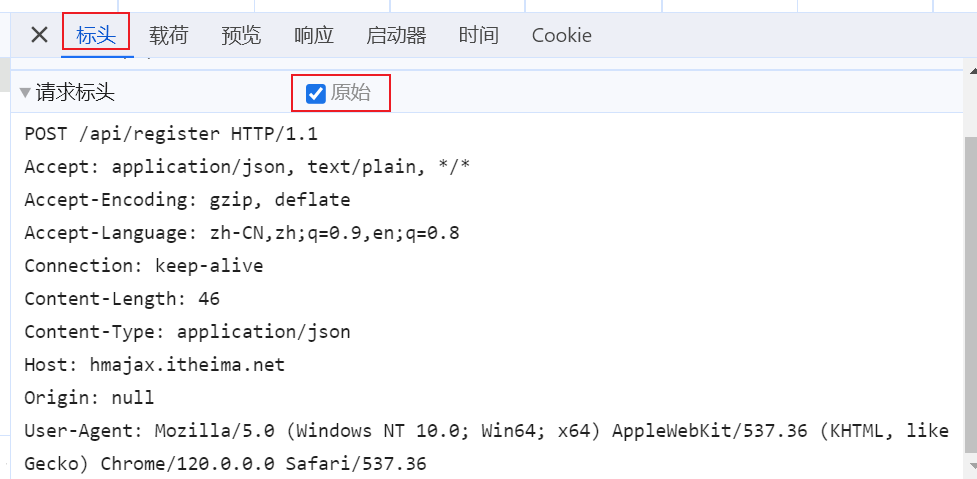 标头 载荷 预览 响应 启动器 时间 Cookie
请求标头 原始
POST /api/register HTTP/1.1
Accept: application/json, text/plain, */*
Accept-Encoding: gzip, deflate
Accept-Language: zh-CN,zh;q=0.9,en;q=0.8
Connection: keep-alive
Content-Length: 46
Content-Type: application/json
Host: hmajax.itheima.net
Origin: null
User-Agent: Mozilla/5.0 (Windows NT 10.0; Win64; x64) AppleWebKit/537.36 (KHTML, like
Gecko) Chrome/120.0.0.0 Safari/537.36